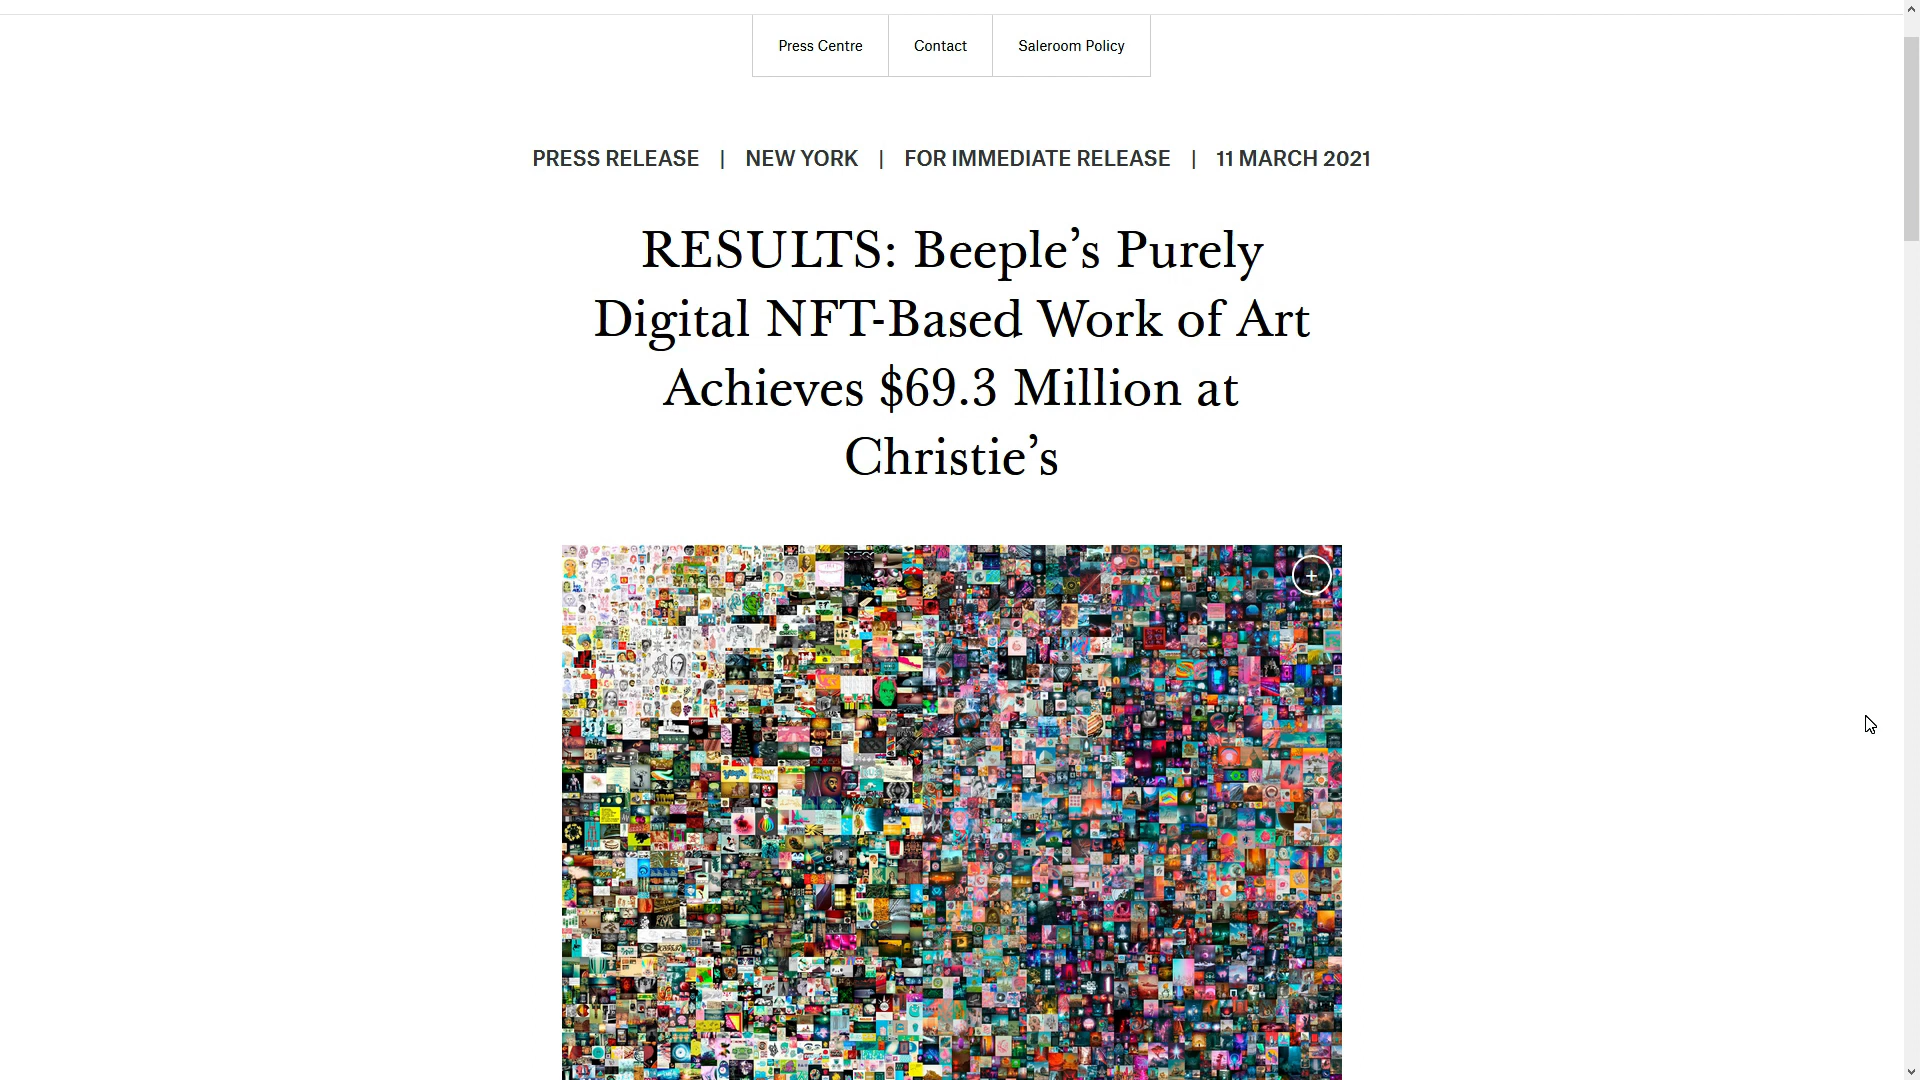 Press Centre Contact Saleroom Policy
PRESS RELEASE | NEW YORK | FOR IMMEDIATE RELEASE | 11 MARCH 2021
RESULTS: Beeple’s Purely
Digital NFT-Based Work of Art
Achieves $69.3 Million at
Christie’s